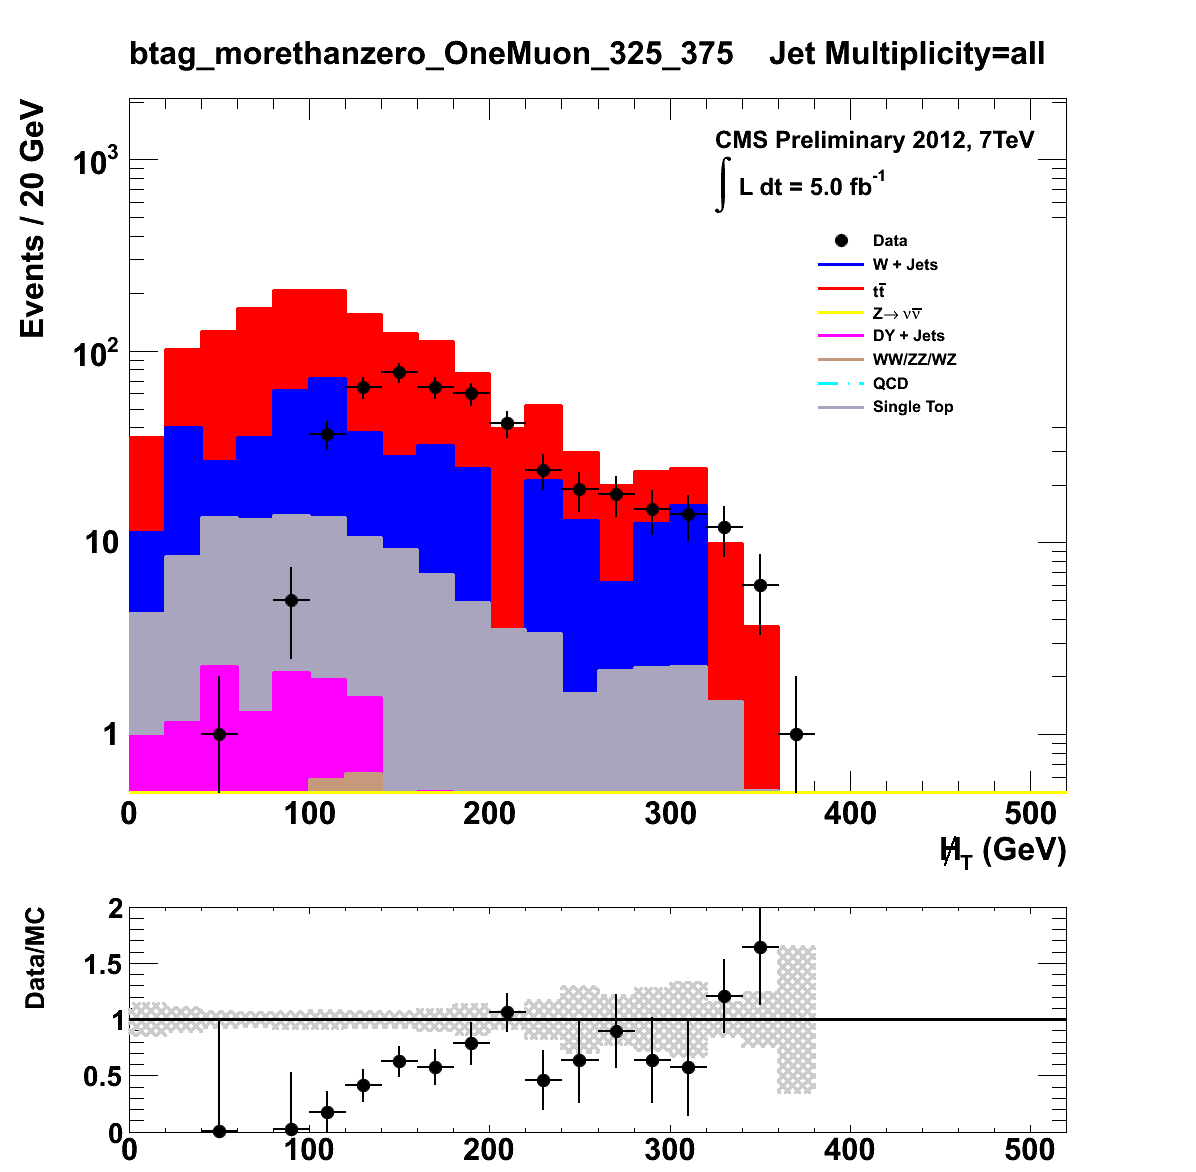 btag_morethanzero_OneMuon_325_375 Jet Multiplicity=all
Events / 20 GeV
CMS Preliminary 2012, 7TeV
∫ L dt = 5.0 fb⁻¹
Data
W + Jets
tt̅
Z→ νν̅
DY + Jets
WW/ZZ/WZ
QCD
Single Top
10³
10²
10
1
0 100 200 300 400 500
H̸_T (GeV)
Data/MC
2
1.5
1
0.5
0
0 100 200 300 400 500